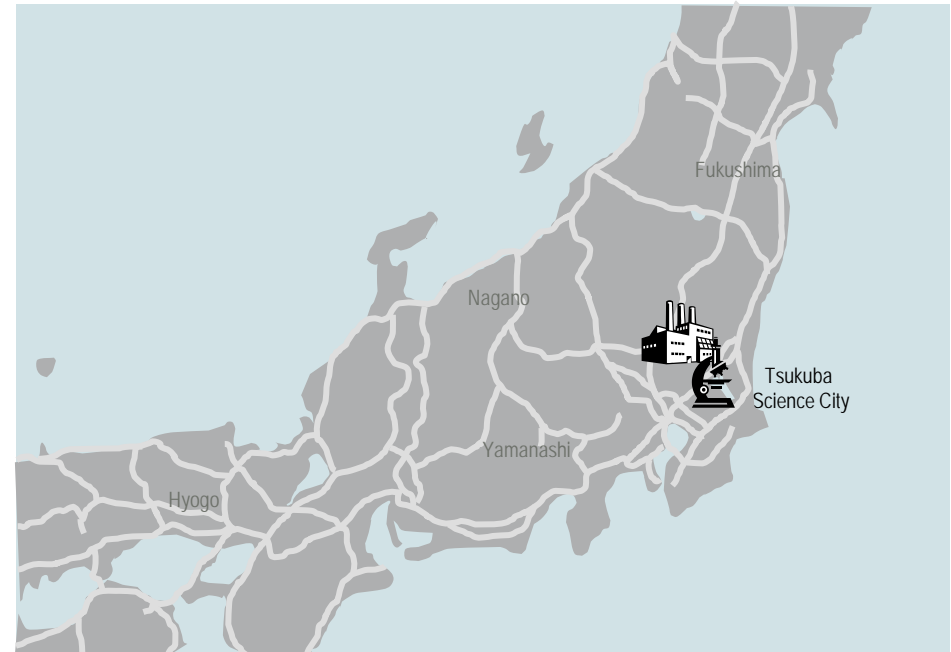 Fukushima
Nagano
Tsukuba
Science City
Yamanashi
Hyogo